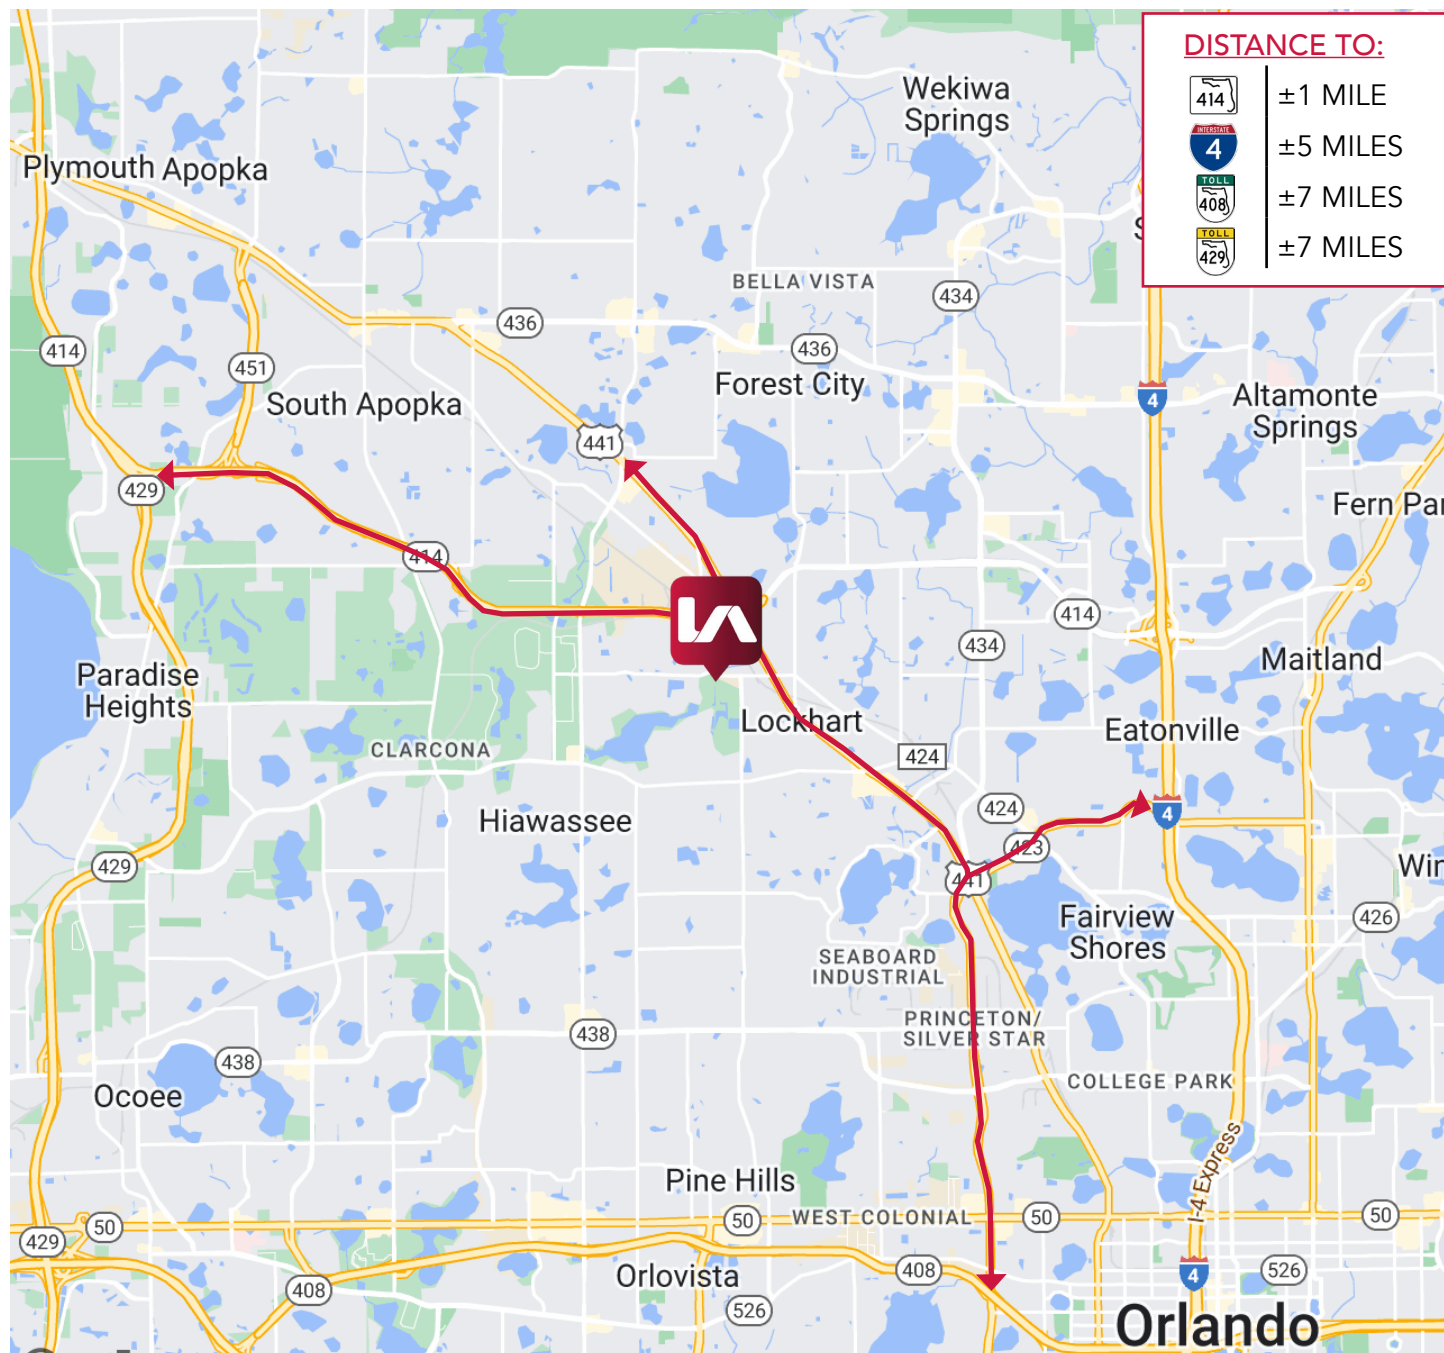 DISTANCE TO:
414 ±1 MILE
INTERSTATE
4 ±5 MILES
TOLL
408 ±7 MILES
TOLL
429 ±7 MILES
Wekiwa
Springs
Plymouth Apopka
BELLA VISTA
434
436
436
414
451
Forest City
4
Altamonte
Springs
South Apopka
441
429
Fern Par
414
414
434
Maitland
Paradise
Heights
Lockhart
Eatonville
CLARCONA
424
424
4
Hiawassee
423
429
441
Win
Fairview
Shores
426
SEABOARD
INDUSTRIAL
PRINCETON/
SILVER STAR
438
438
COLLEGE PARK
Ocoee
I-4 Express
Pine Hills
50
50
WEST COLONIAL
50
50
429
408
Orlovista
408
4
526
526
Orlando